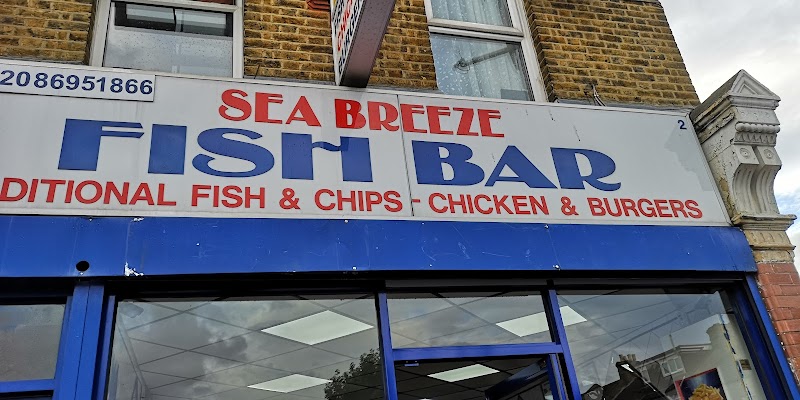 2086951866
SEA BREEZE
2
FISH BAR
DITIONAL FISH & CHIPS - CHICKEN & BURGERS